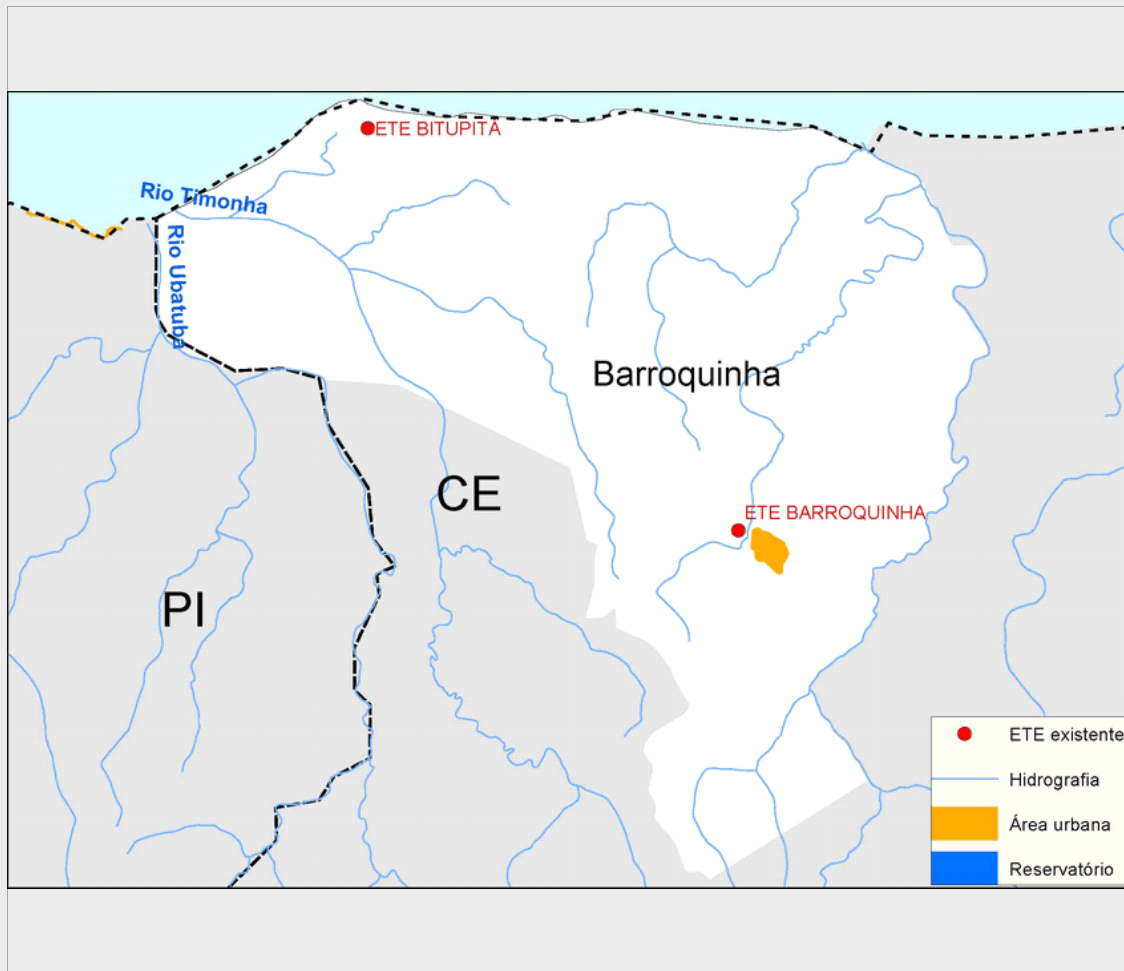 ETE BITUPITÁ
Rio Timonha
Rio Ubatuba
Barroquinha
CE
ETE BARROQUINHA
PI
ETE existente
Hidrografia
Área urbana
Reservatório